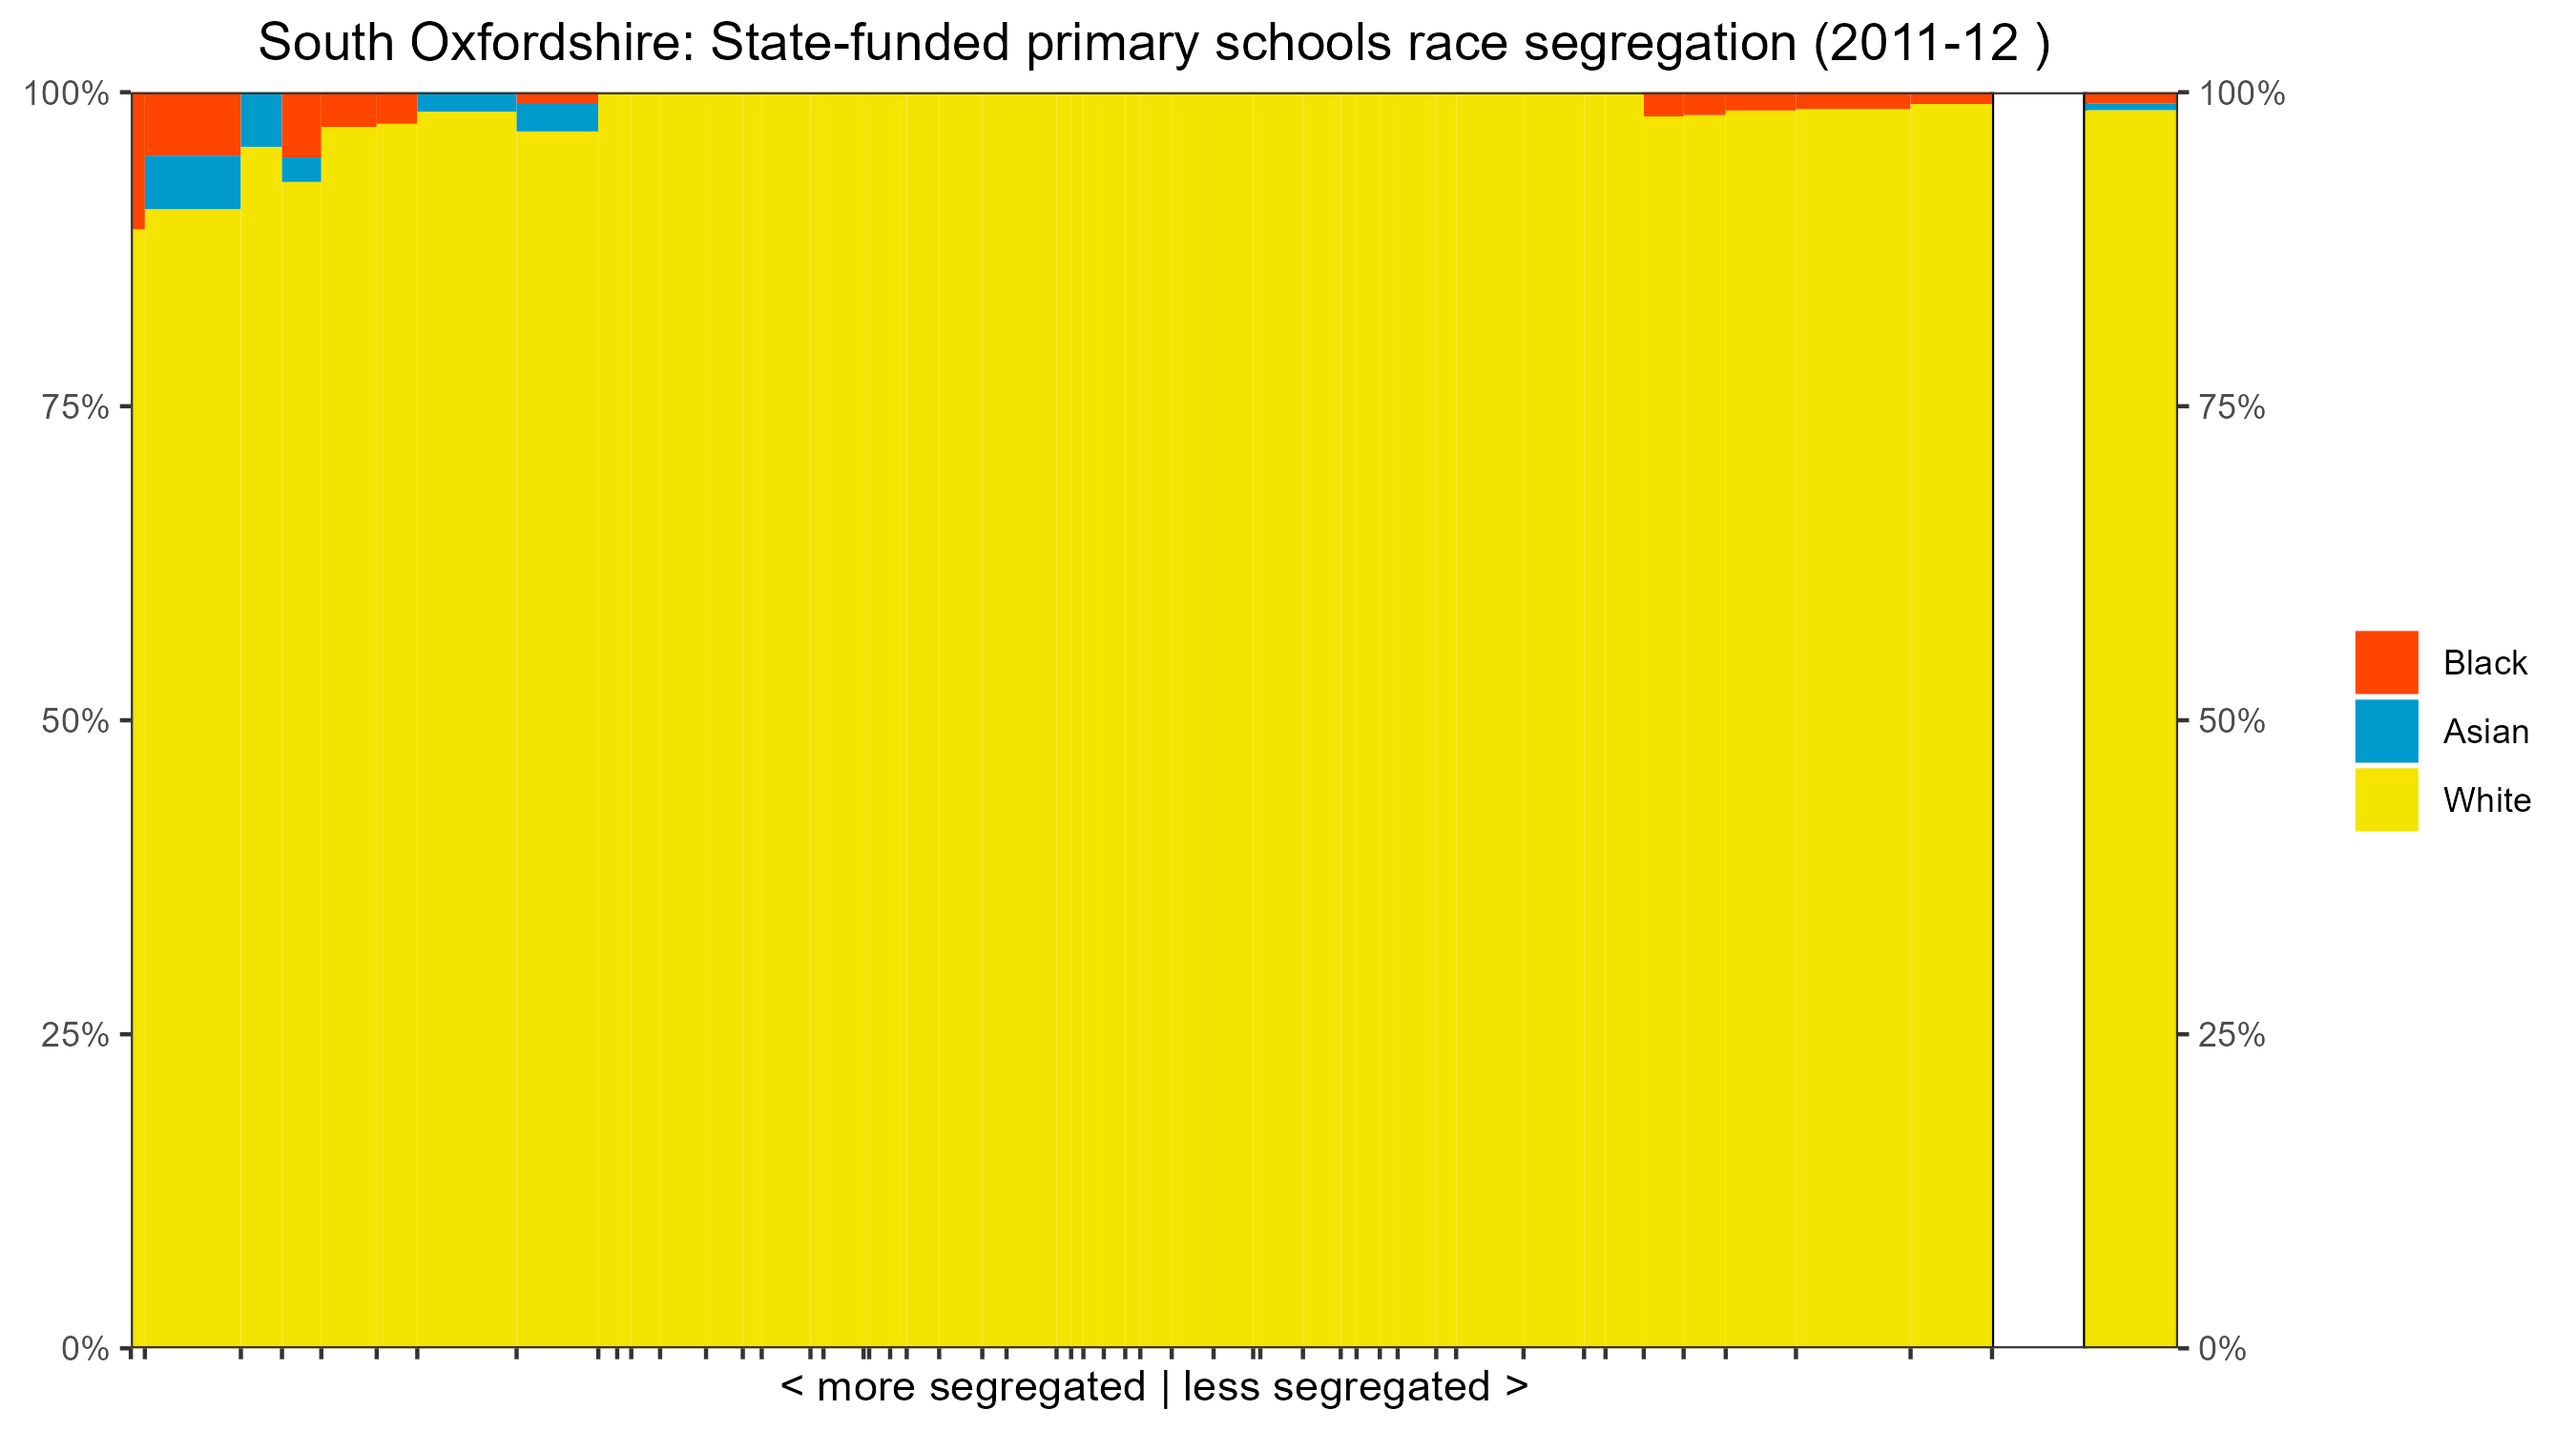 South Oxfordshire: State-funded primary schools race segregation (2011-12 )
100%
75%
50%
25%
0%
100%
75%
50%
25%
0%
Black
Asian
White
< more segregated | less segregated >